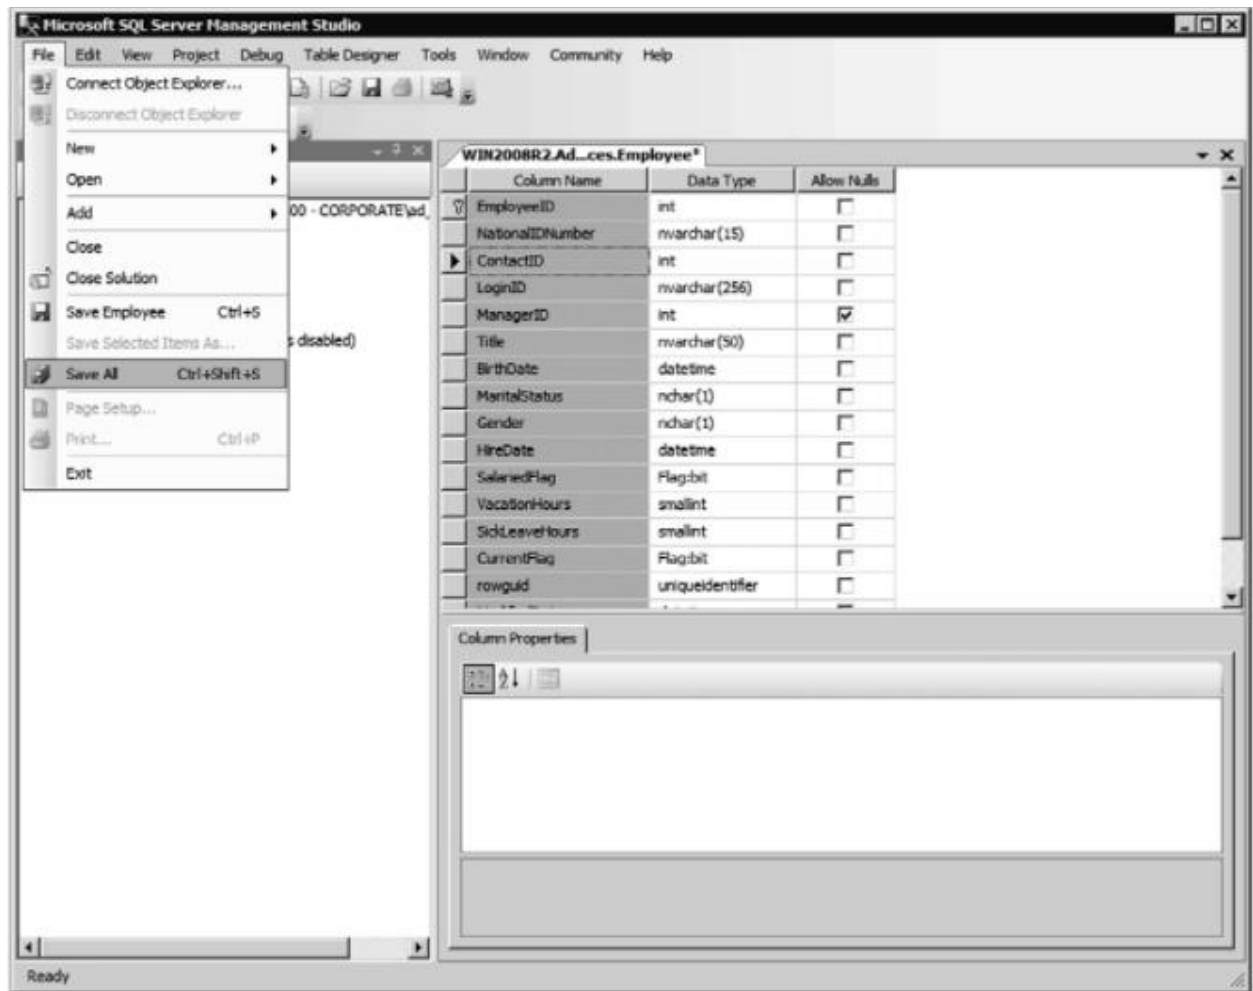 Microsoft SQL Server Management Studio
File Edit View Project Debug Table Designer Tools Window Community Help
Connect Object Explorer...
Disconnect Object Explorer
New
Open
Add
Close
Close Solution
Save Employee Ctrl+S
Save Selected Items As...
Save All Ctrl+Shift+S
Page Setup...
Print... Ctrl+P
Exit
00 - CORPORATE\ad_
disabled)
WIN2008R2.Ad...ces.Employee*
Column Name Data Type Allow Nulls
EmployeeID int
NationalIDNumber nvarchar(15)
ContactID int
LoginID nvarchar(256)
ManagerID int
Title nvarchar(50)
BirthDate datetime
MaritalStatus nchar(1)
Gender nchar(1)
HireDate datetime
SalariedFlag Flag:bit
VacationHours smallint
SickLeaveHours smallint
CurrentFlag Flag:bit
rowguid uniqueidentifier
Column Properties
Ready